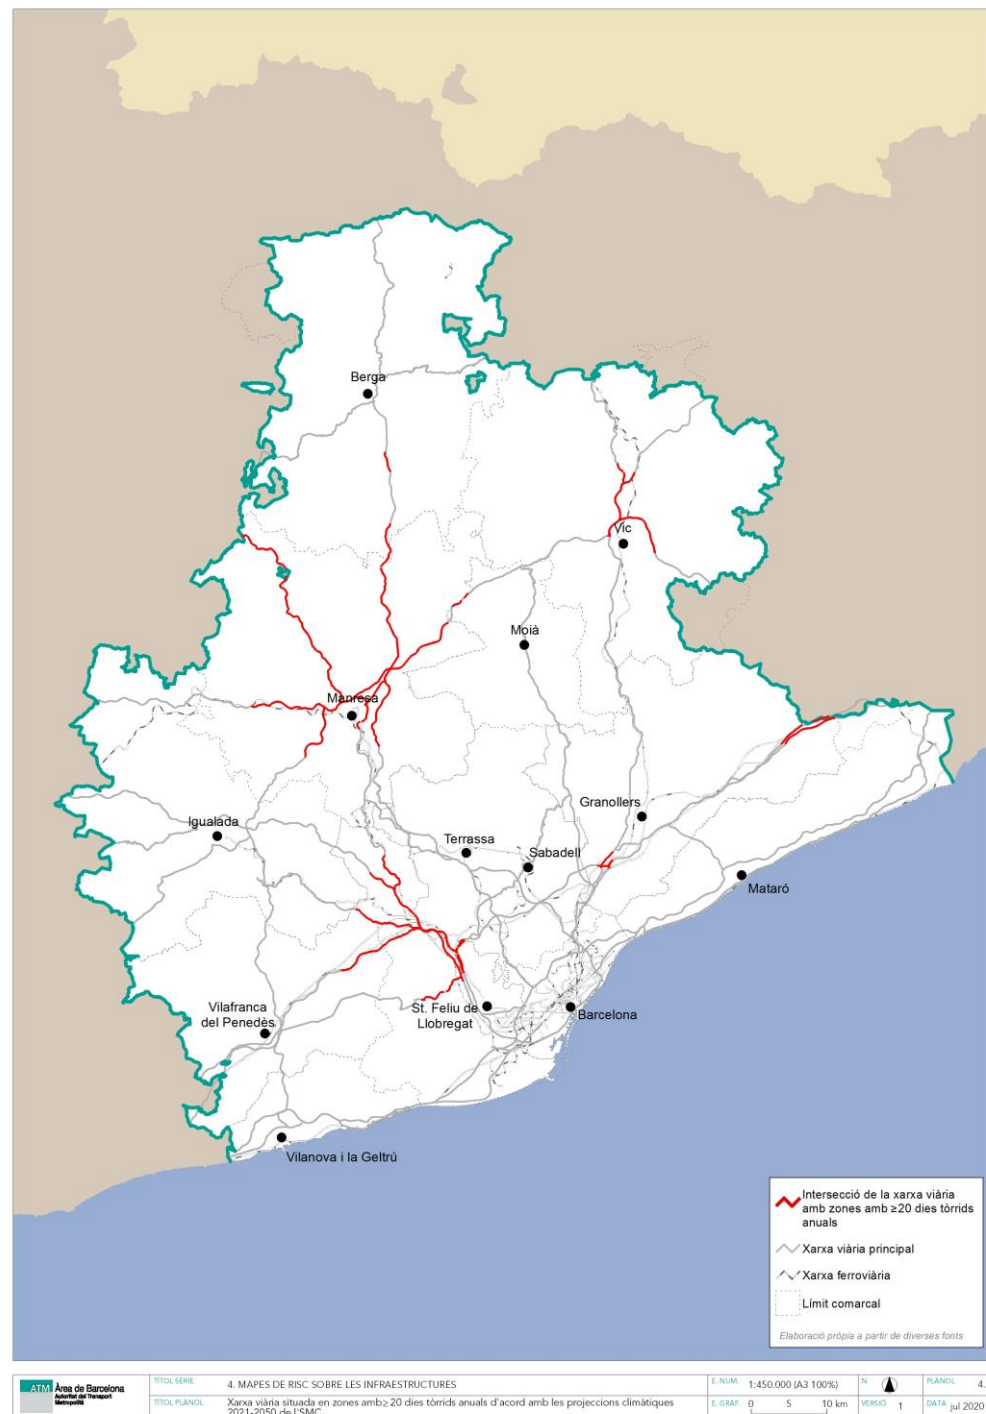 Berga
Vic
Moià
Manresa
Granollers
Igualada
Terrassa
Sabadell
Mataró
Vilafranca
del Penedès
St. Feliu de
Llobregat
Barcelona
Vilanova i la Geltrú
Intersecció de la xarxa viària
amb zones amb ≥20 dies tòrrids
anuals
Xarxa viària principal
Xarxa ferroviària
Límit comarcal
Elaboració pròpia a partir de diverses fonts
ATM Àrea de Barcelona
Autoritat del Transport
Metropolità
TÍTOL SÈRIE
4. MAPES DE RISC SOBRE LES INFRAESTRUCTURES
TÍTOL PLÀNOL
Xarxa viària situada en zones amb ≥ 20 dies tòrrids anuals d'acord amb les projeccions climàtiques
2021-2050 de l'SMC
E. NUM. 1:450.000 (A3 100%)
E. GRÀF. 0 5 10 km
N
VERSIÓ 1
PLÀNOL 4.
DATA jul 2020